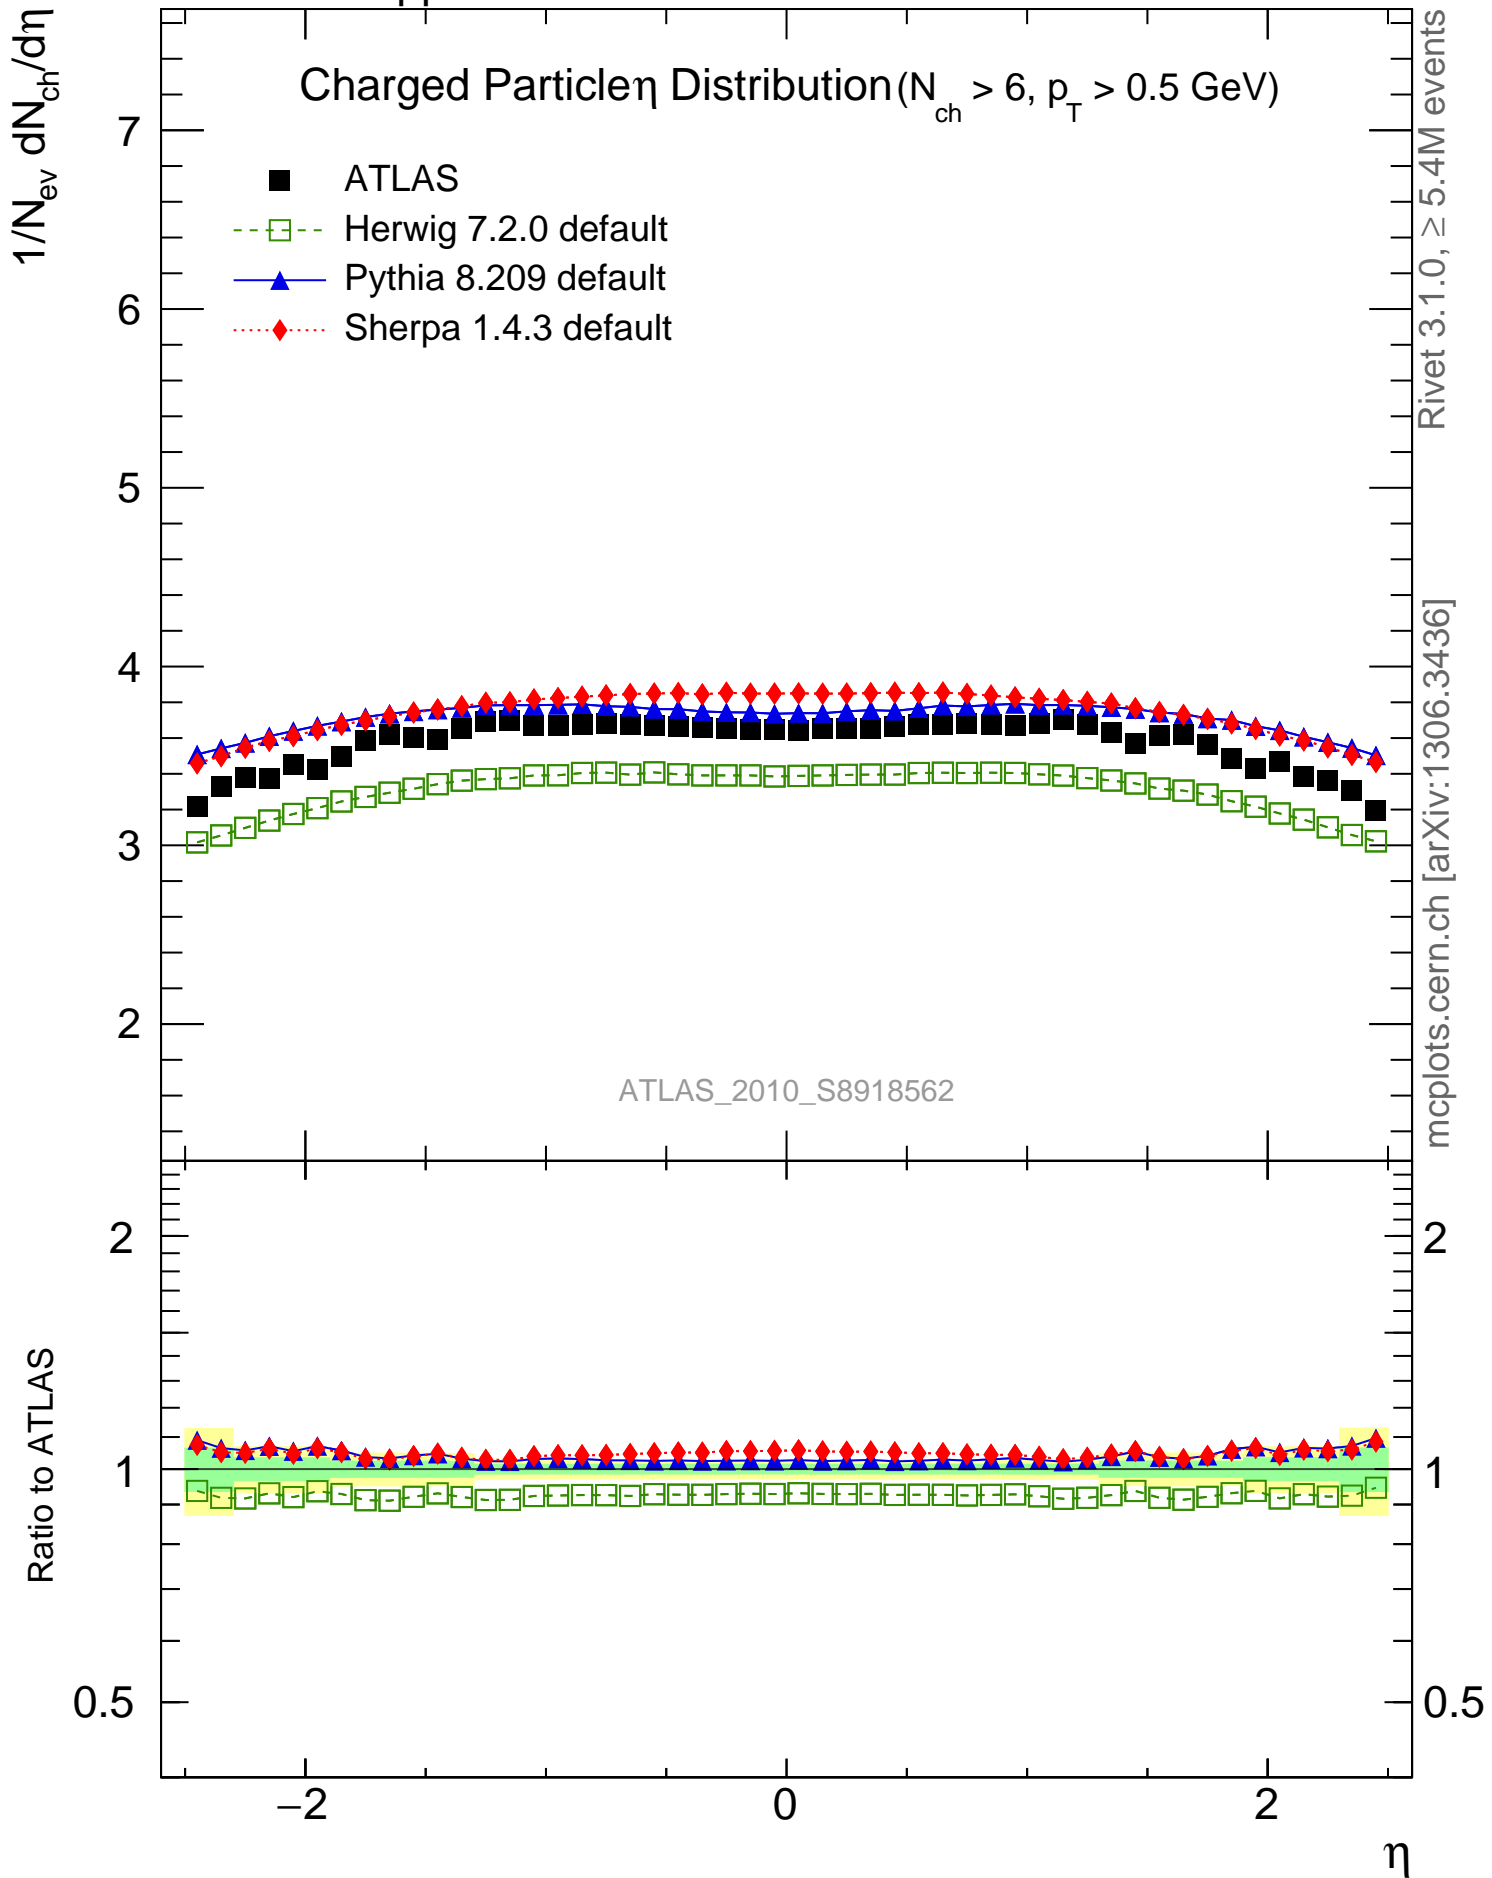 1/N_ev dN_ch/dη
Charged Particleη Distribution(N_ch > 6, p_T > 0.5 GeV)
ATLAS
Herwig 7.2.0 default
Pythia 8.209 default
Sherpa 1.4.3 default
7
6
5
4
3
2
ATLAS_2010_S8918562
Rivet 3.1.0, ≥ 5.4M events
mcplots.cern.ch [arXiv:1306.3436]
Ratio to ATLAS
2
1
0.5
2
1
0.5
−2
0
2
η